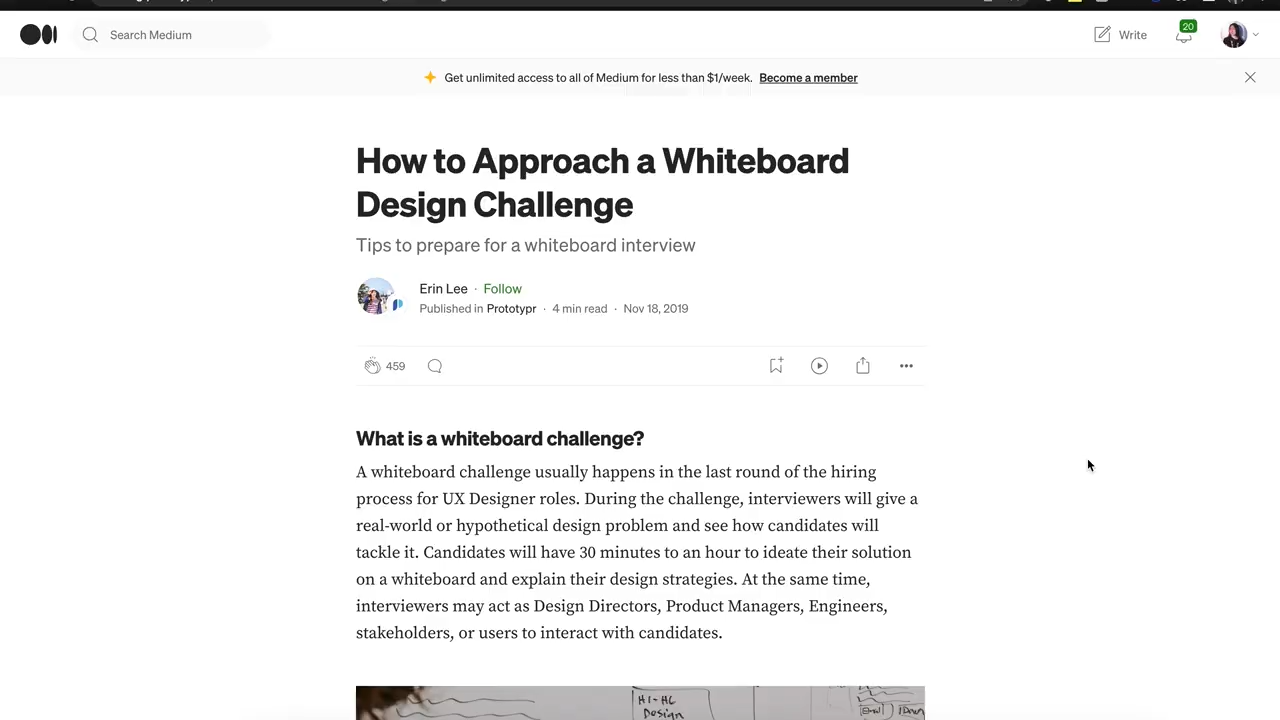 Search Medium
Write
20
Get unlimited access to all of Medium for less than $1/week. Become a member
How to Approach a Whiteboard
Design Challenge
Tips to prepare for a whiteboard interview
Erin Lee · Follow
Published in Prototypr · 4 min read · Nov 18, 2019
459
What is a whiteboard challenge?
A whiteboard challenge usually happens in the last round of the hiring
process for UX Designer roles. During the challenge, interviewers will give a
real-world or hypothetical design problem and see how candidates will
tackle it. Candidates will have 30 minutes to an hour to ideate their solution
on a whiteboard and explain their design strategies. At the same time,
interviewers may act as Design Directors, Product Managers, Engineers,
stakeholders, or users to interact with candidates.
Design
Email